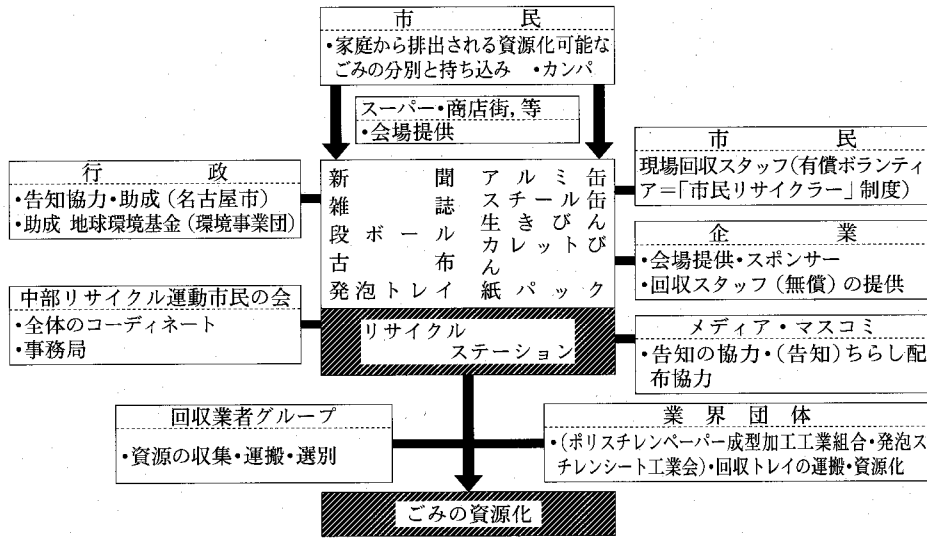 市民
・家庭から排出される資源化可能な
ごみの分別と持ち込み ・カンパ
スーパー・商店街, 等
・会場提供
行政
・告知協力・助成（名古屋市）
・助成 地球環境基金（環境事業団）
中部リサイクル運動市民の会
・全体のコーディネート
・事務局
新聞
雑誌
段ボール
古布
発泡トレイ
アルミ缶
スチール缶
生きびん
カレットび
ん
紙パック
リサイクル
ステーション
市民
現場回収スタッフ（有償ボランティ
ア＝「市民リサイクラー」制度）
企業
・会場提供・スポンサー
・回収スタッフ（無償）の提供
メディア・マスコミ
・告知の協力・（告知）ちらし配
布協力
回収業者グループ
・資源の収集・運搬・選別
業界団体
・（ポリスチレンペーパー成型加工工業組合・発泡ス
チレンシート工業会）・回収トレイの運搬・資源化
ごみの資源化